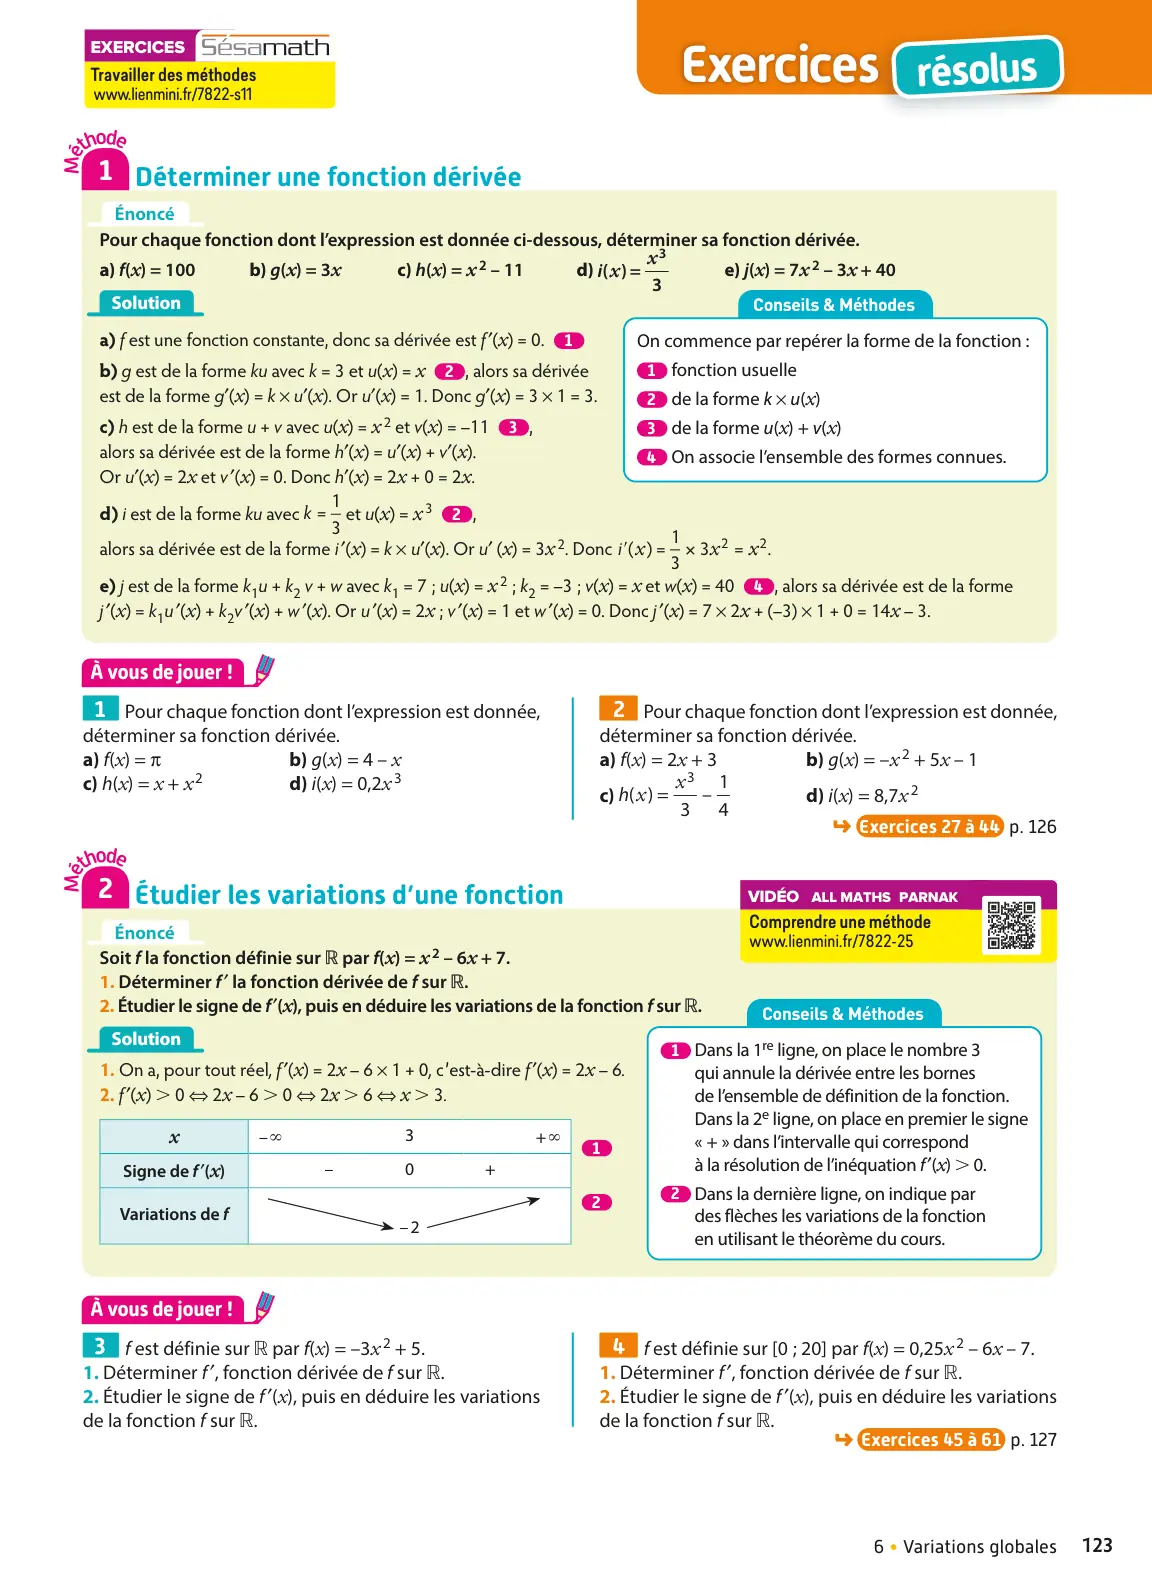 EXERCICES Sésamath
Travailler des méthodes
www.lienmini.fr/7822-s11
Exercices résolus
Méthode
1 Déterminer une fonction dérivée
Énoncé
Pour chaque fonction dont l’expression est donnée ci-dessous, déterminer sa fonction dérivée.
a) f(x) = 100 b) g(x) = 3x c) h(x) = x² – 11 d) i(x) = x³/3 e) j(x) = 7x² – 3x + 40
Solution
a) f est une fonction constante, donc sa dérivée est f′(x) = 0. 1
b) g est de la forme ku avec k = 3 et u(x) = x 2 , alors sa dérivée
est de la forme g′(x) = k × u′(x). Or u′(x) = 1. Donc g′(x) = 3 × 1 = 3.
c) h est de la forme u + v avec u(x) = x² et v(x) = –11 3 ,
alors sa dérivée est de la forme h′(x) = u′(x) + v′(x).
Or u′(x) = 2x et v′(x) = 0. Donc h′(x) = 2x + 0 = 2x.
d) i est de la forme ku avec k = 1/3 et u(x) = x³ 2 ,
alors sa dérivée est de la forme i′(x) = k × u′(x). Or u′ (x) = 3x². Donc i′(x) = 1/3 × 3x² = x².
e) j est de la forme k₁u + k₂ v + w avec k₁ = 7 ; u(x) = x² ; k₂ = –3 ; v(x) = x et w(x) = 40 4 , alors sa dérivée est de la forme
j′(x) = k₁u′(x) + k₂v′(x) + w′(x). Or u′(x) = 2x ; v′(x) = 1 et w′(x) = 0. Donc j′(x) = 7 × 2x + (–3) × 1 + 0 = 14x – 3.
Conseils & Méthodes
On commence par repérer la forme de la fonction :
1 fonction usuelle
2 de la forme k × u(x)
3 de la forme u(x) + v(x)
4 On associe l’ensemble des formes connues.
À vous de jouer !
1 Pour chaque fonction dont l’expression est donnée,
déterminer sa fonction dérivée.
a) f(x) = π b) g(x) = 4 – x
c) h(x) = x + x² d) i(x) = 0,2x³
2 Pour chaque fonction dont l’expression est donnée,
déterminer sa fonction dérivée.
a) f(x) = 2x + 3 b) g(x) = –x² + 5x – 1
c) h(x) = x³/3 – 1/4 d) i(x) = 8,7x²
↪ Exercices 27 à 44 p. 126
Méthode
2 Étudier les variations d’une fonction
VIDÉO ALL MATHS PARNAK
Comprendre une méthode
www.lienmini.fr/7822-25
Énoncé
Soit f la fonction définie sur ℝ par f(x) = x² – 6x + 7.
1. Déterminer f′ la fonction dérivée de f sur ℝ.
2. Étudier le signe de f′(x), puis en déduire les variations de la fonction f sur ℝ.
Solution
1. On a, pour tout réel, f′(x) = 2x – 6 × 1 + 0, c’est-à-dire f′(x) = 2x – 6.
2. f′(x) > 0 ⇔ 2x – 6 > 0 ⇔ 2x > 6 ⇔ x > 3.
x –∞ 3 +∞
Signe de f′(x) – 0 +
Variations de f –2
1
2
Conseils & Méthodes
1 Dans la 1re ligne, on place le nombre 3
qui annule la dérivée entre les bornes
de l’ensemble de définition de la fonction.
Dans la 2e ligne, on place en premier le signe
« + » dans l’intervalle qui correspond
à la résolution de l’inéquation f′(x) > 0.
2 Dans la dernière ligne, on indique par
des flèches les variations de la fonction
en utilisant le théorème du cours.
À vous de jouer !
3 f est définie sur ℝ par f(x) = –3x² + 5.
1. Déterminer f′, fonction dérivée de f sur ℝ.
2. Étudier le signe de f′(x), puis en déduire les variations
de la fonction f sur ℝ.
4 f est définie sur [0 ; 20] par f(x) = 0,25x² – 6x – 7.
1. Déterminer f′, fonction dérivée de f sur ℝ.
2. Étudier le signe de f′(x), puis en déduire les variations
de la fonction f sur ℝ.
↪ Exercices 45 à 61 p. 127
6 • Variations globales 123